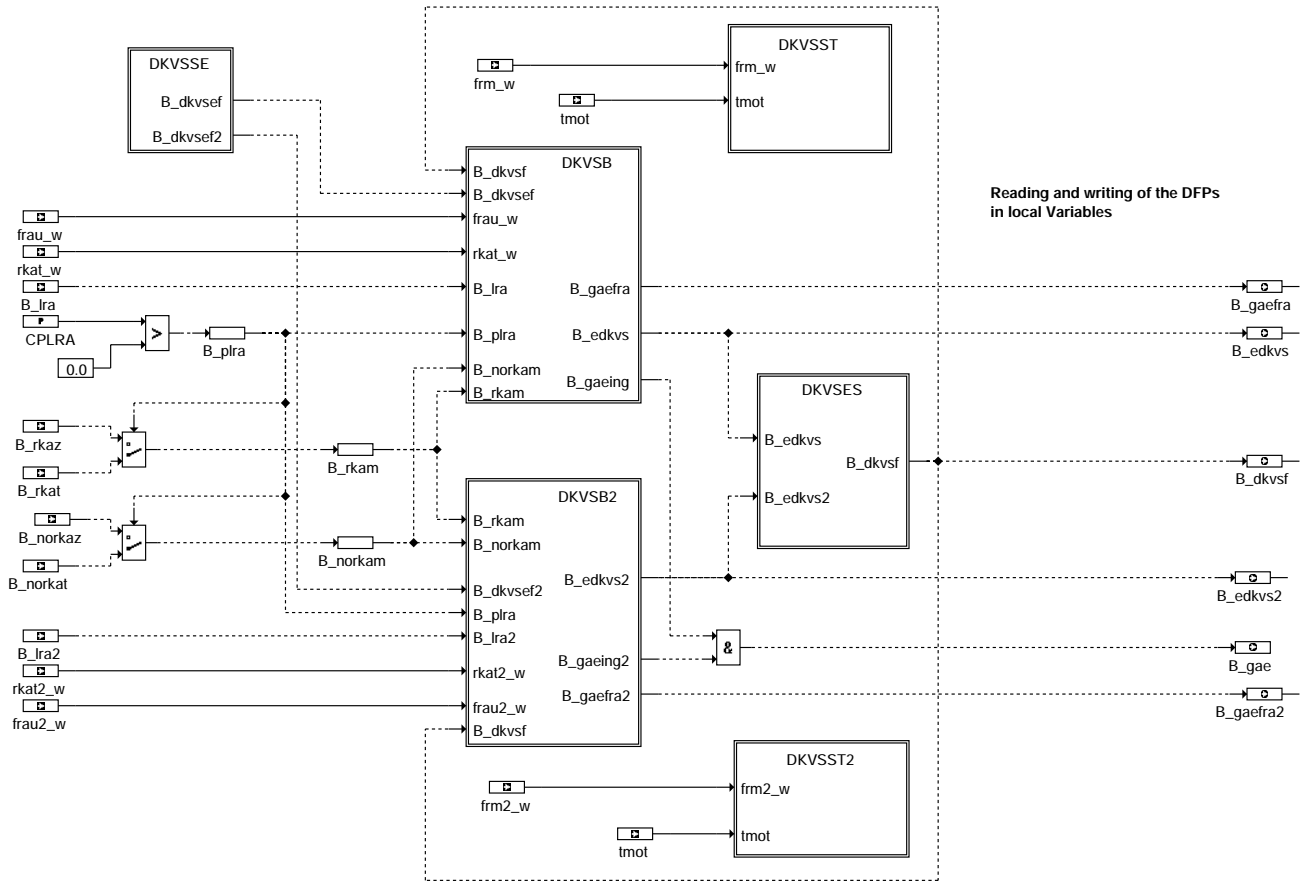 DKVSSE
B_dkvsef
B_dkvsef2
frm_w
tmot
DKVSST
frm_w
tmot
DKVSB
B_dkvsf
B_dkvsef
frau_w
rkat_w
B_lra
B_plra
B_norkam
B_rkam
B_gaefra
B_edkvs
B_gaeing
Reading and writing of the DFPs
in local Variables
frau_w
rkat_w
B_lra
P
CPLRA
0.0
>
B_plra
B_rkaz
B_rkat
B_rkam
B_norkaz
B_norkat
B_norkam
B_gaefra
B_edkvs
DKVSES
B_edkvs
B_edkvs2
B_dkvsf
B_dkvsf
DKVSB2
B_rkam
B_norkam
B_dkvsef2
B_plra
B_lra2
rkat2_w
frau2_w
B_dkvsf
B_edkvs2
B_gaeing2
B_gaefra2
&
B_edkvs2
B_gae
B_gaefra2
B_lra2
rkat2_w
frau2_w
DKVSST2
frm2_w
tmot
frm2_w
tmot